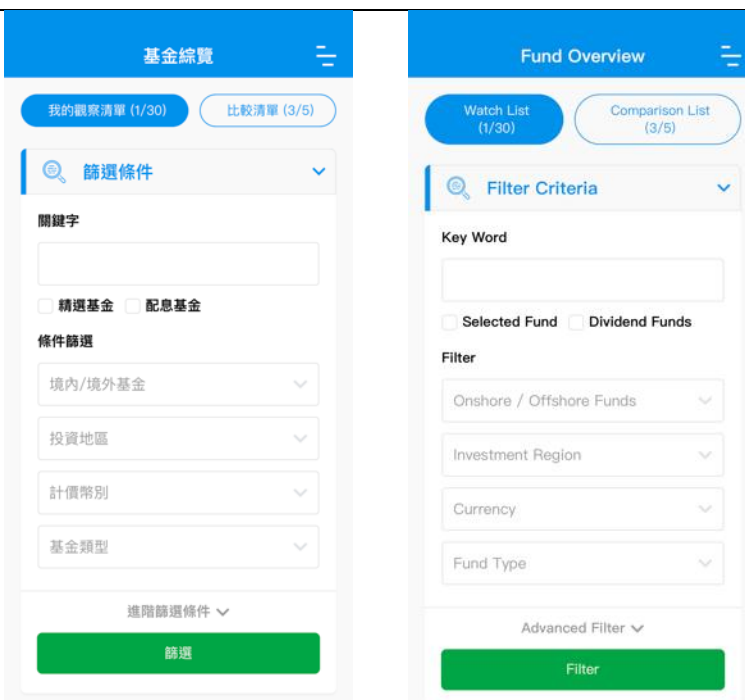 基金綜覽
我的觀察清單 (1/30)
比較清單 (3/5)
篩選條件
關鍵字
精選基金
配息基金
條件篩選
境內/境外基金
投資地區
計價幣別
基金類型
進階篩選條件
篩選
Fund Overview
Watch List
(1/30)
Comparison List
(3/5)
Filter Criteria
Key Word
Selected Fund
Dividend Funds
Filter
Onshore / Offshore Funds
Investment Region
Currency
Fund Type
Advanced Filter
Filter